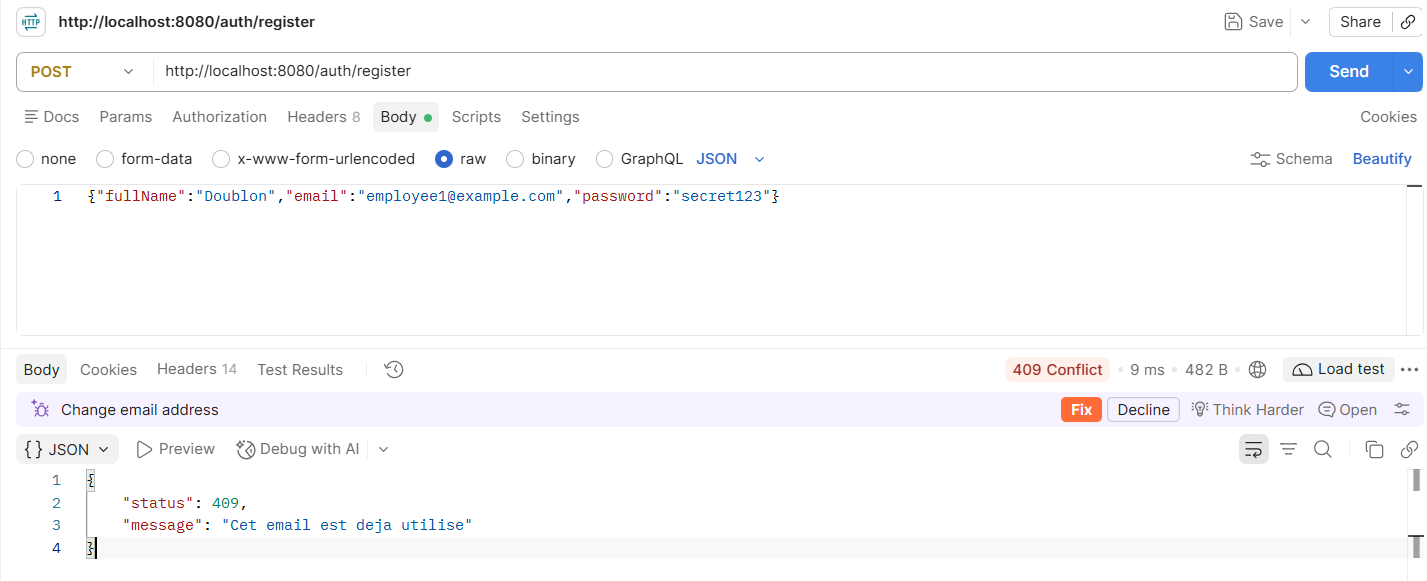 HTTP http://localhost:8080/auth/register Save Share
POST http://localhost:8080/auth/register Send
Docs Params Authorization Headers 8 Body Scripts Settings Cookies
none form-data x-www-form-urlencoded raw binary GraphQL JSON Schema Beautify
1 {"fullName":"Doublon","email":"employee1@example.com","password":"secret123"}
Body Cookies Headers 14 Test Results 409 Conflict 9 ms 482 B Load test
Change email address Fix Decline Think Harder Open
{} JSON Preview Debug with AI
1 {
2 "status": 409,
3 "message": "Cet email est deja utilise"
4 }